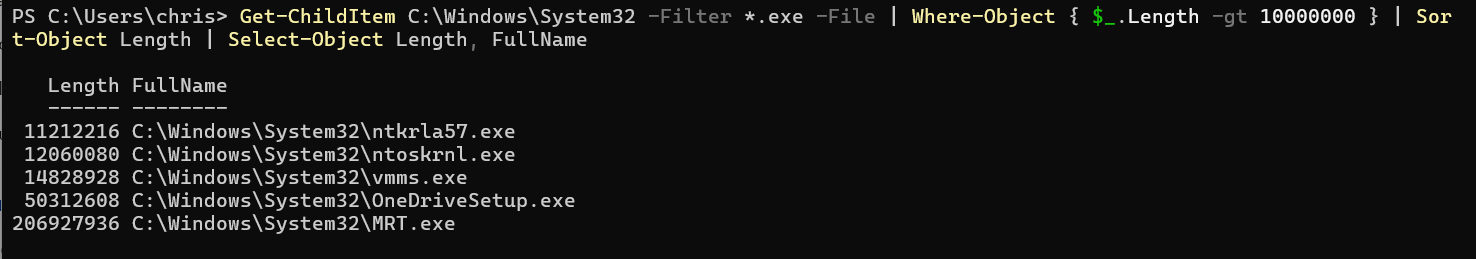 PS C:\Users\chris> Get-ChildItem C:\Windows\System32 -Filter *.exe -File | Where-Object { $_.Length -gt 10000000 } | Sor
t-Object Length | Select-Object Length, FullName
Length FullName
------ --------
11212216 C:\Windows\System32\ntkrla57.exe
12060080 C:\Windows\System32\ntoskrnl.exe
14828928 C:\Windows\System32\vmms.exe
50312608 C:\Windows\System32\OneDriveSetup.exe
206927936 C:\Windows\System32\MRT.exe